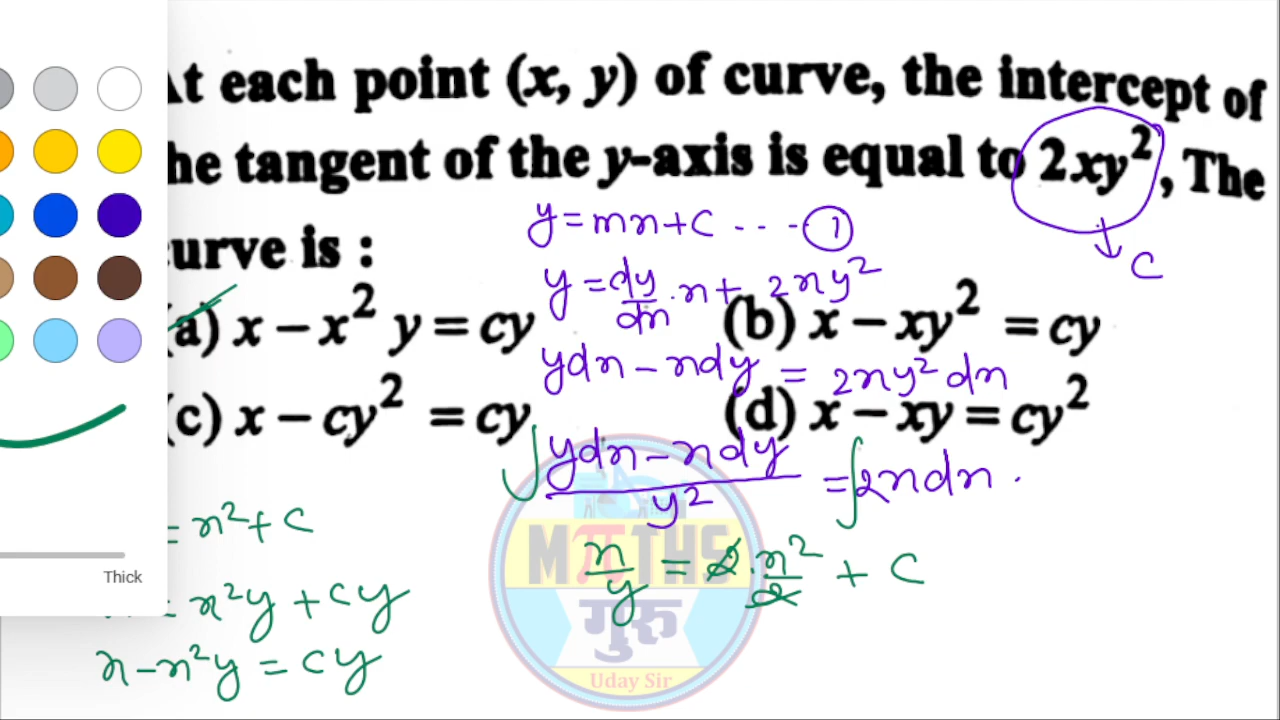 At each point (x, y) of curve, the intercept of
the tangent of the y-axis is equal to 2xy², The
curve is :
(a) x − x² y = cy
(b) x − xy² = cy
(c) x − cy² = cy
(d) x − xy = cy²
y = mx + c - - - ①
↓ c
y = dy/dx . x + 2xy²
ydx − xdy = 2xy² dx
∫ ydx − xdy / y² = ∫ 2xdx .
x/y = 2 . x²/2 + c
= x² + c
= x²y + cy
x − x²y = cy
Thick
MπTHS
गुरु
Uday Sir